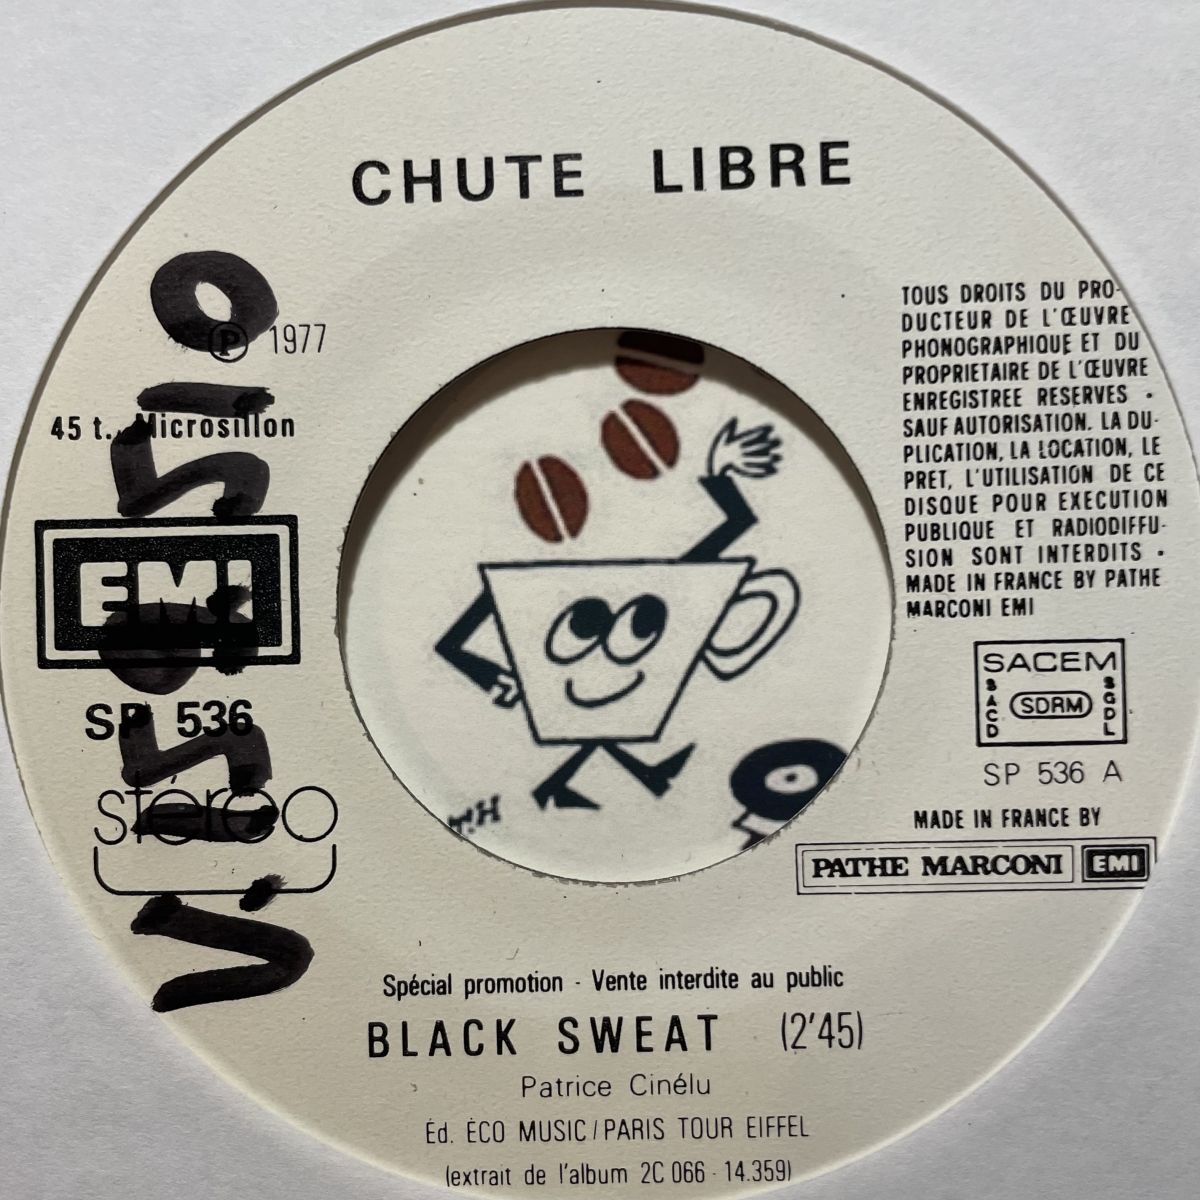 CHUTE LIBRE
℗ 1977
45 t. Microsillon
EMI
SP 536
stéréo
TOUS DROITS DU PRO-
DUCTEUR DE L'ŒUVRE
PHONOGRAPHIQUE ET DU
PROPRIETAIRE DE L'ŒUVRE
ENREGISTREE RESERVES •
SAUF AUTORISATION. LA DU-
PLICATION, LA LOCATION, LE
PRET, L'UTILISATION DE CE
DISQUE POUR EXECUTION
PUBLIQUE ET RADIODIFFU-
SION SONT INTERDITS •
MADE IN FRANCE BY PATHE
MARCONI EMI
SACEM
SACD SDRM SGDL
SP 536 A
MADE IN FRANCE BY
PATHE MARCONI EMI
Spécial promotion - Vente interdite au public
BLACK SWEAT (2'45)
Patrice Cinélu
Éd. ÉCO MUSIC / PARIS TOUR EIFFEL
(extrait de l'album 2C 066 - 14.359)